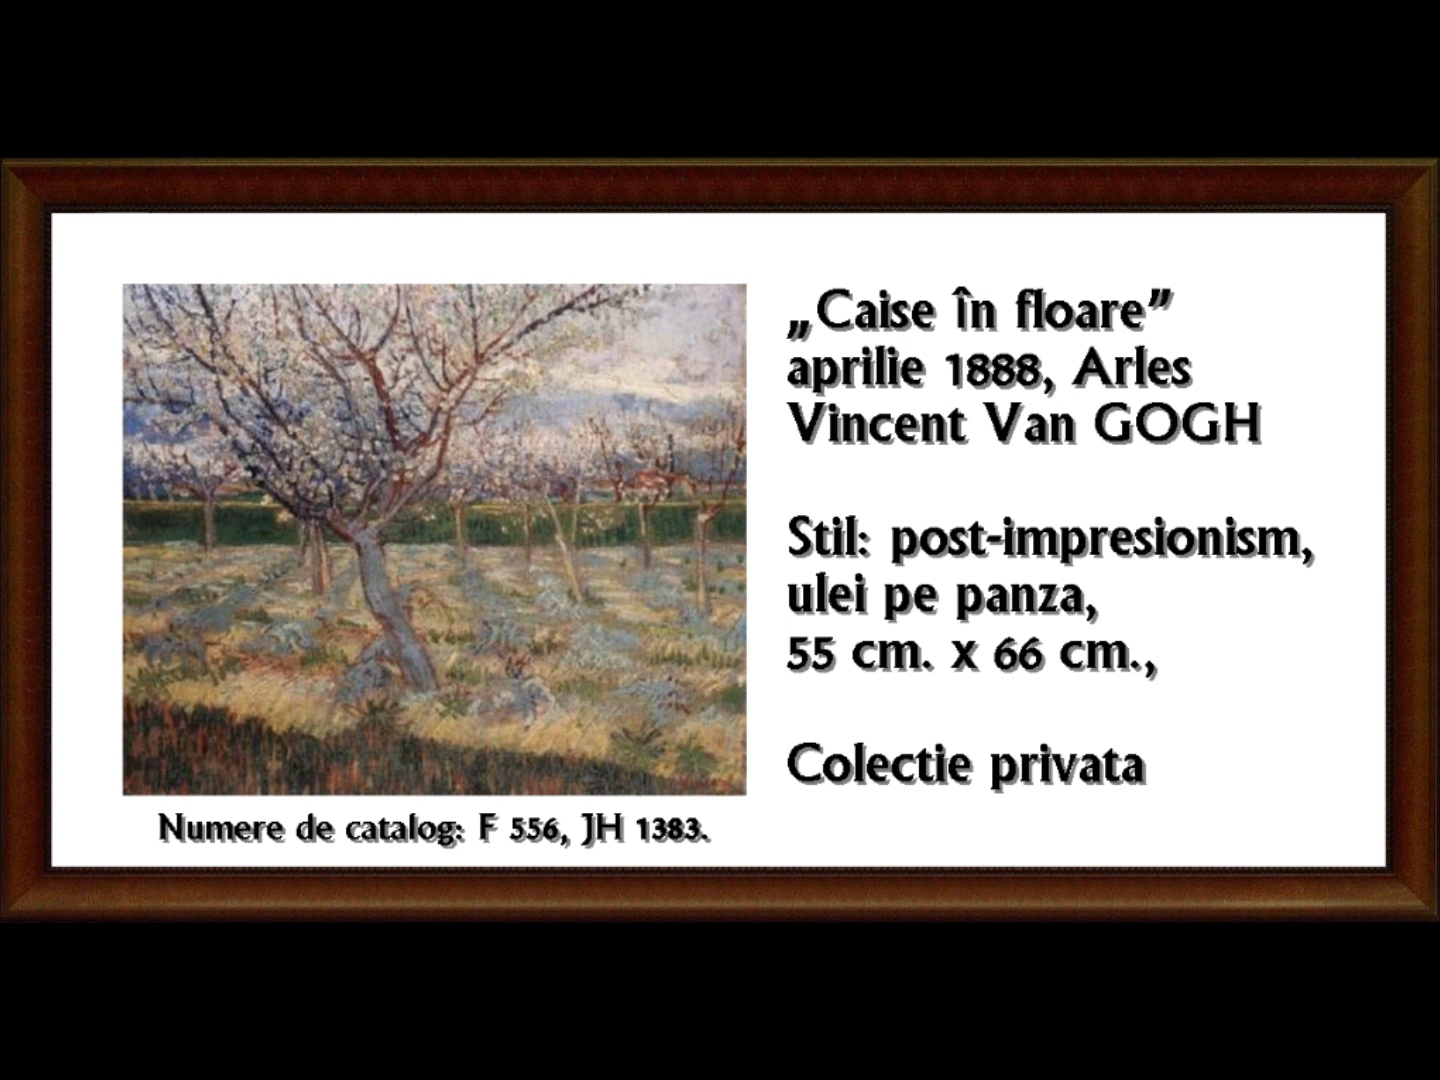 „Caise în floare”
aprilie 1888, Arles
Vincent Van GOGH
Stil: post-impresionism,
ulei pe panza,
55 cm. x 66 cm.,
Colectie privata
Numere de catalog: F 556, JH 1383.